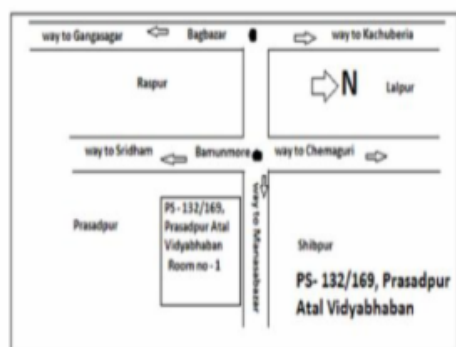 way to Gangasagar Bagbazar way to Kachuberia
Raspur N Lalpur
way to Sridham Bamunmore way to Chemaguri
PS - 132/169,
Prasadpur Atal
Vidyabhaban
Room no - 1
Prasadpur
way to Manasabazar
Shibpur
PS- 132/169, Prasadpur
Atal Vidyabhaban